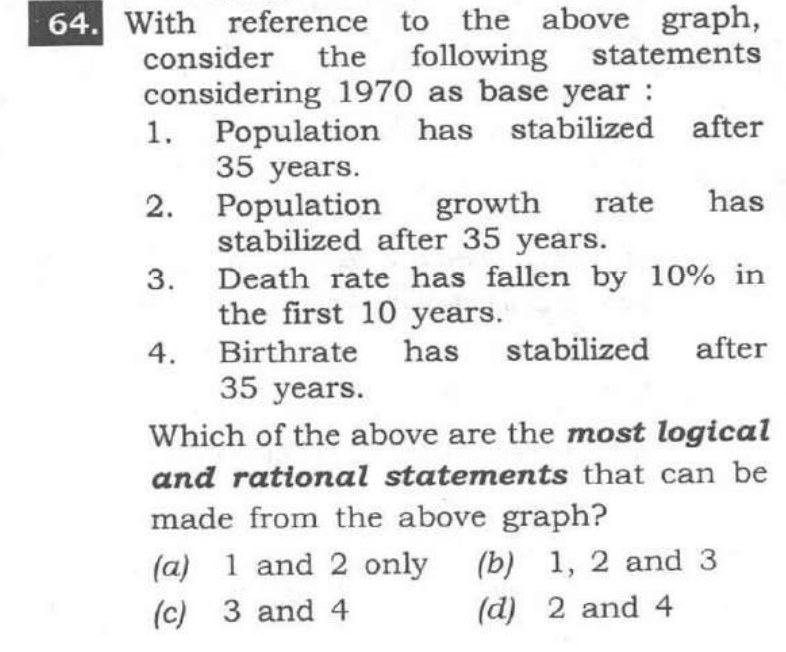 64. With reference to the above graph,
consider the following statements
considering 1970 as base year :
1. Population has stabilized after
35 years.
2. Population growth rate has
stabilized after 35 years.
3. Death rate has fallen by 10% in
the first 10 years.
4. Birthrate has stabilized after
35 years.
Which of the above are the most logical
and rational statements that can be
made from the above graph?
(a) 1 and 2 only (b) 1, 2 and 3
(c) 3 and 4 (d) 2 and 4